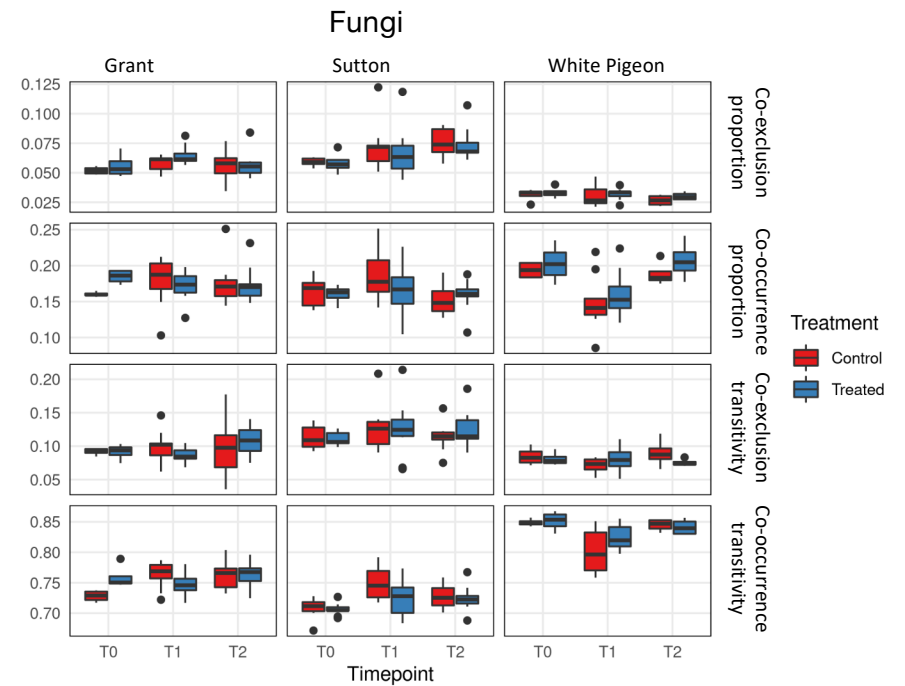 Fungi
Grant
Sutton
White Pigeon
0.125
0.100
0.075
0.050
0.025
Co-exclusion
proportion
0.25
0.20
0.15
0.10
Co-occurrence
proportion
0.20
0.15
0.10
0.05
Co-exclusion
transitivity
0.85
0.80
0.75
0.70
Co-occurrence
transitivity
T0 T1 T2
T0 T1 T2
T0 T1 T2
Timepoint
Treatment
Control
Treated